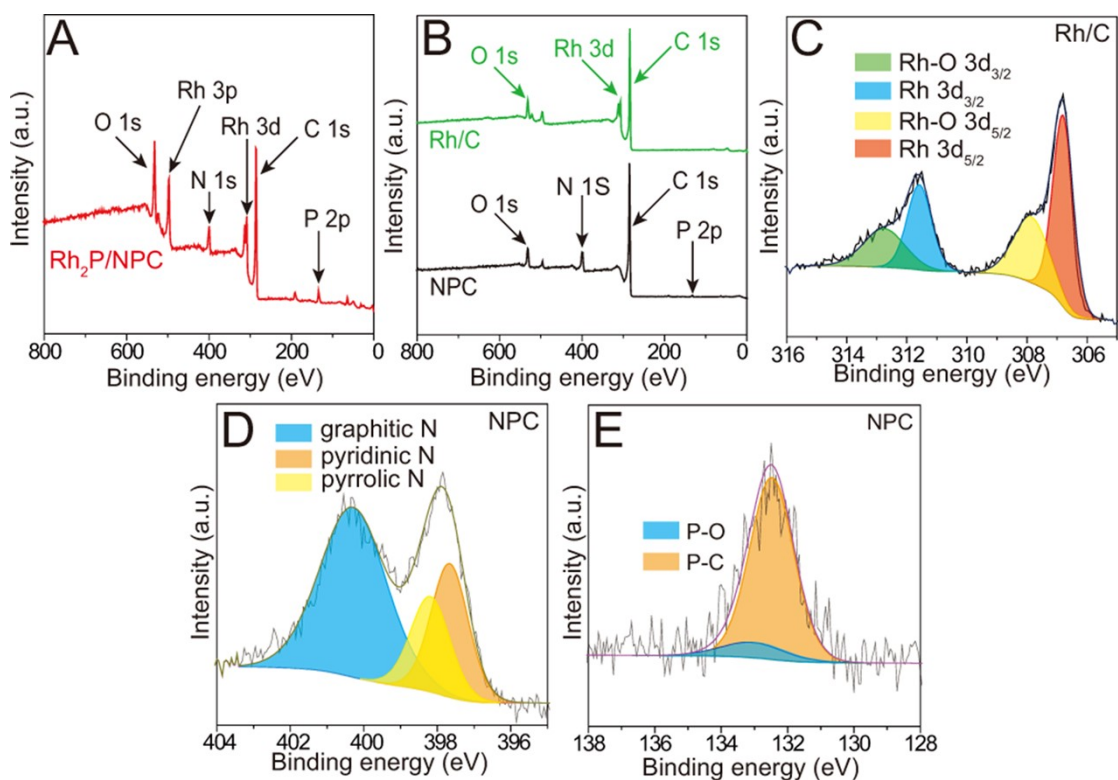 A
O 1s
Rh 3p
N 1s
Rh 3d
C 1s
P 2p
Rh₂P/NPC
Intensity (a.u.)
800 600 400 200 0
Binding energy (eV)
B
O 1s
Rh 3d
C 1s
Rh/C
O 1s
N 1S
C 1s
P 2p
NPC
Intensity (a.u.)
800 600 400 200 0
Binding energy (eV)
C
Rh/C
Rh-O 3d₃/₂
Rh 3d₃/₂
Rh-O 3d₅/₂
Rh 3d₅/₂
Intensity (a.u.)
316 314 312 310 308 306
Binding energy (eV)
D
NPC
graphitic N
pyridinic N
pyrrolic N
Intensity (a.u.)
404 402 400 398 396
Binding energy (eV)
E
NPC
P-O
P-C
Intensity (a.u.)
138 136 134 132 130 128
Binding energy (eV)